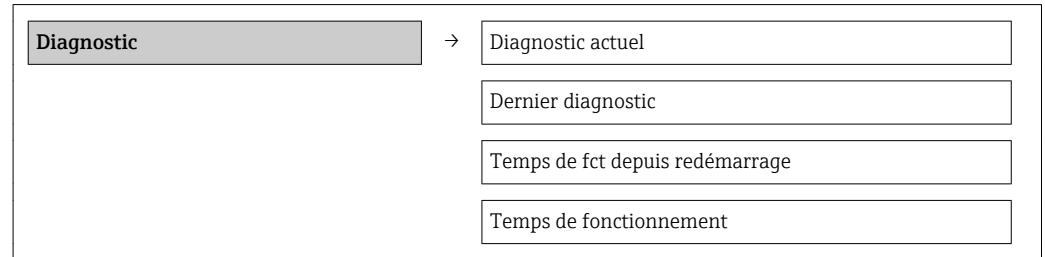 Diagnostic → Diagnostic actuel
Dernier diagnostic
Temps de fct depuis redémarrage
Temps de fonctionnement